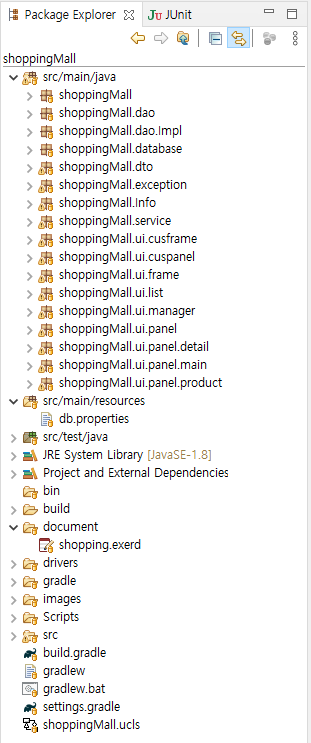 Package Explorer JUnit
shoppingMall
src/main/java
shoppingMall
shoppingMall.dao
shoppingMall.dao.Impl
shoppingMall.database
shoppingMall.dto
shoppingMall.exception
shoppingMall.Info
shoppingMall.service
shoppingMall.ui.cusframe
shoppingMall.ui.cuspanel
shoppingMall.ui.frame
shoppingMall.ui.list
shoppingMall.ui.manager
shoppingMall.ui.panel
shoppingMall.ui.panel.detail
shoppingMall.ui.panel.main
shoppingMall.ui.panel.product
src/main/resources
db.properties
src/test/java
JRE System Library [JavaSE-1.8]
Project and External Dependencies
bin
build
document
shopping.exerd
drivers
gradle
images
Scripts
src
build.gradle
gradlew
gradlew.bat
settings.gradle
shoppingMall.ucls